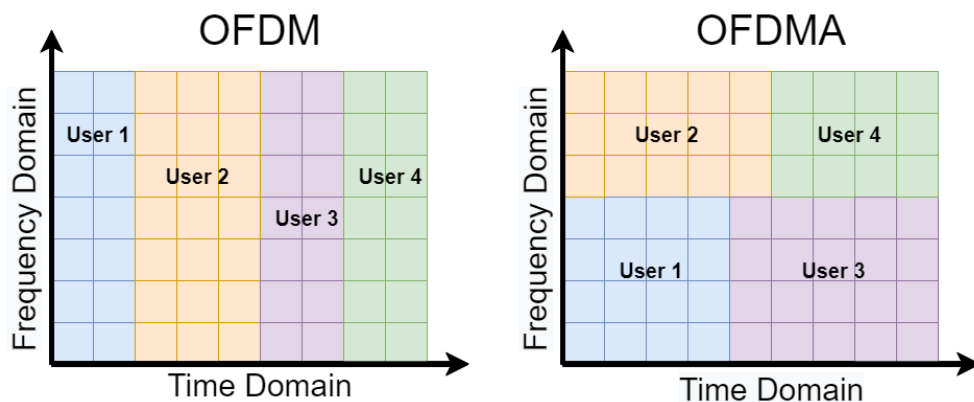 OFDM
Frequency Domain
User 1
User 2
User 3
User 4
Time Domain
OFDMA
Frequency Domain
User 2
User 4
User 1
User 3
Time Domain